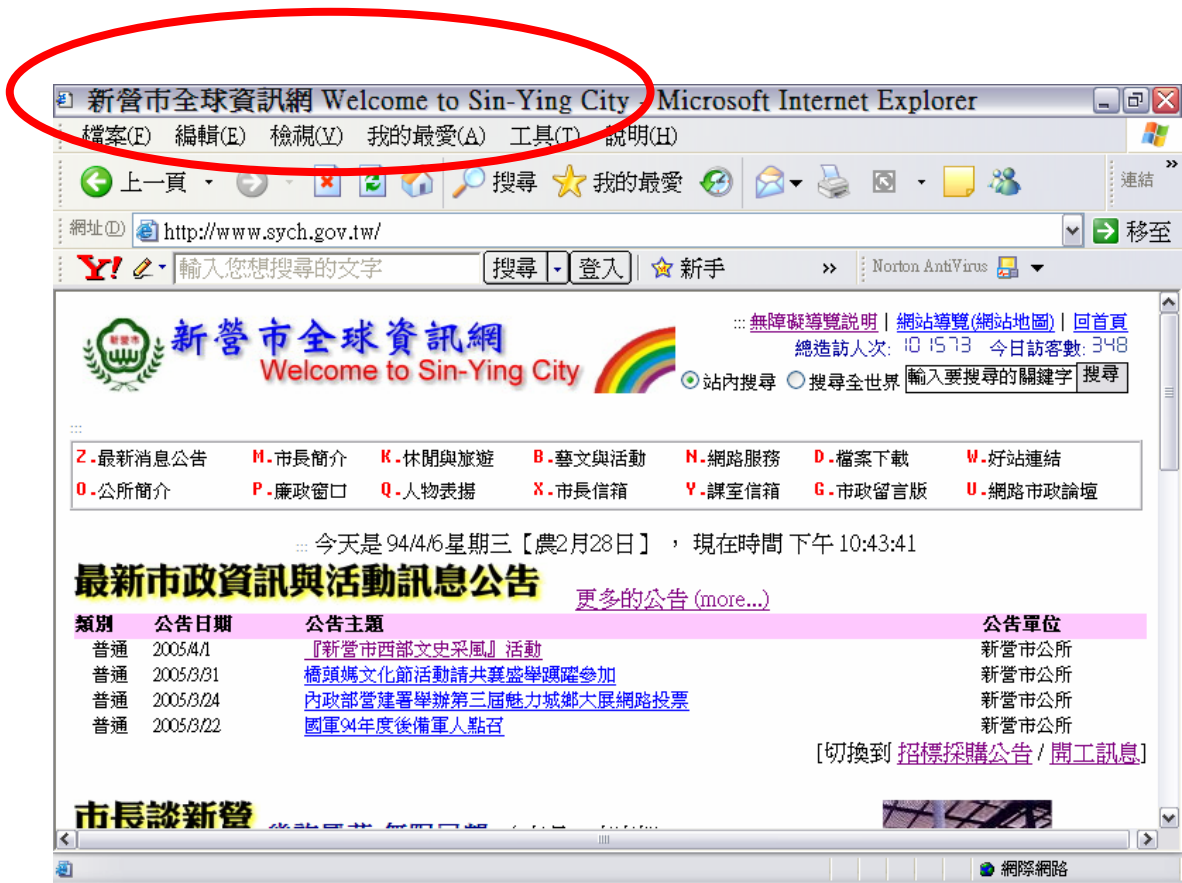 新營市全球資訊網 Welcome to Sin-Ying City - Microsoft Internet Explorer
檔案(F) 編輯(E) 檢視(V) 我的最愛(A) 工具(T) 說明(H)
上一頁 搜尋 我的最愛 連結 »
網址(D) http://www.sych.gov.tw/ 移至
Y! 輸入您想搜尋的文字 搜尋 登入 新手 » Norton AntiVirus
新營市全球資訊網
Welcome to Sin-Ying City
::: 無障礙導覽說明 | 網站導覽(網站地圖) | 回首頁
總造訪人次: 101573 今日訪客數: 348
站內搜尋 搜尋全世界 輸入要搜尋的關鍵字 搜尋
:::
Z.最新消息公告 M.市長簡介 K.休閒與旅遊 B.藝文與活動 N.網路服務 D.檔案下載 W.好站連結
O.公所簡介 P.廉政窗口 Q.人物表揚 X.市長信箱 Y.課室信箱 G.市政留言版 U.網路市政論壇
::: 今天是 94/4/6 星期三【農2月28日】 ， 現在時間 下午 10:43:41
最新市政資訊與活動訊息公告 更多的公告 (more...)
類別 公告日期 公告主題 公告單位
普通 2005/4/1 『新營市西部文史采風』活動 新營市公所
普通 2005/3/31 橋頭媽文化節活動請共襄盛舉踴躍參加 新營市公所
普通 2005/3/24 內政部營建署舉辦第三屆魅力城鄉大展網路投票 新營市公所
普通 2005/3/22 國軍94年度後備軍人點召 新營市公所
[切換到 招標採購公告 / 開工訊息]
市長談新營
網際網路